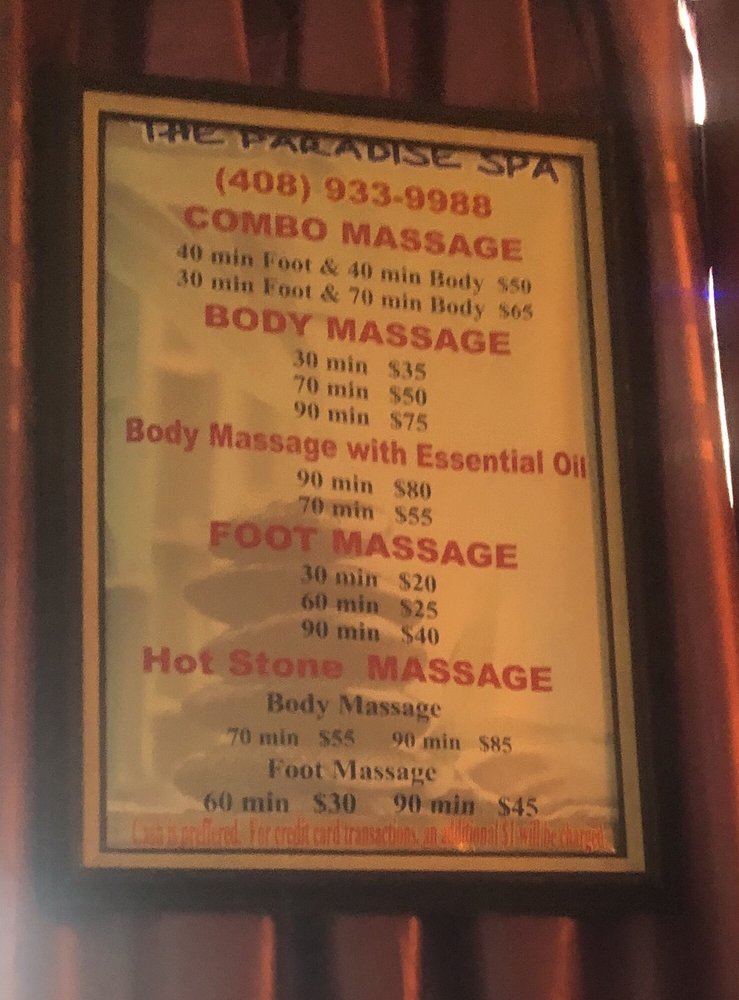 THE PARADISE SPA
(408) 933-9988
COMBO MASSAGE
40 min Foot & 40 min Body $50
30 min Foot & 70 min Body $65
BODY MASSAGE
30 min $35
70 min $50
90 min $75
Body Massage with Essential Oil
90 min $80
70 min $55
FOOT MASSAGE
30 min $20
60 min $25
90 min $40
Hot Stone MASSAGE
Body Massage
70 min $55 90 min $85
Foot Massage
60 min $30 90 min $45
Cash is preffered. For credit card transactions, an additional $1 will be charged.